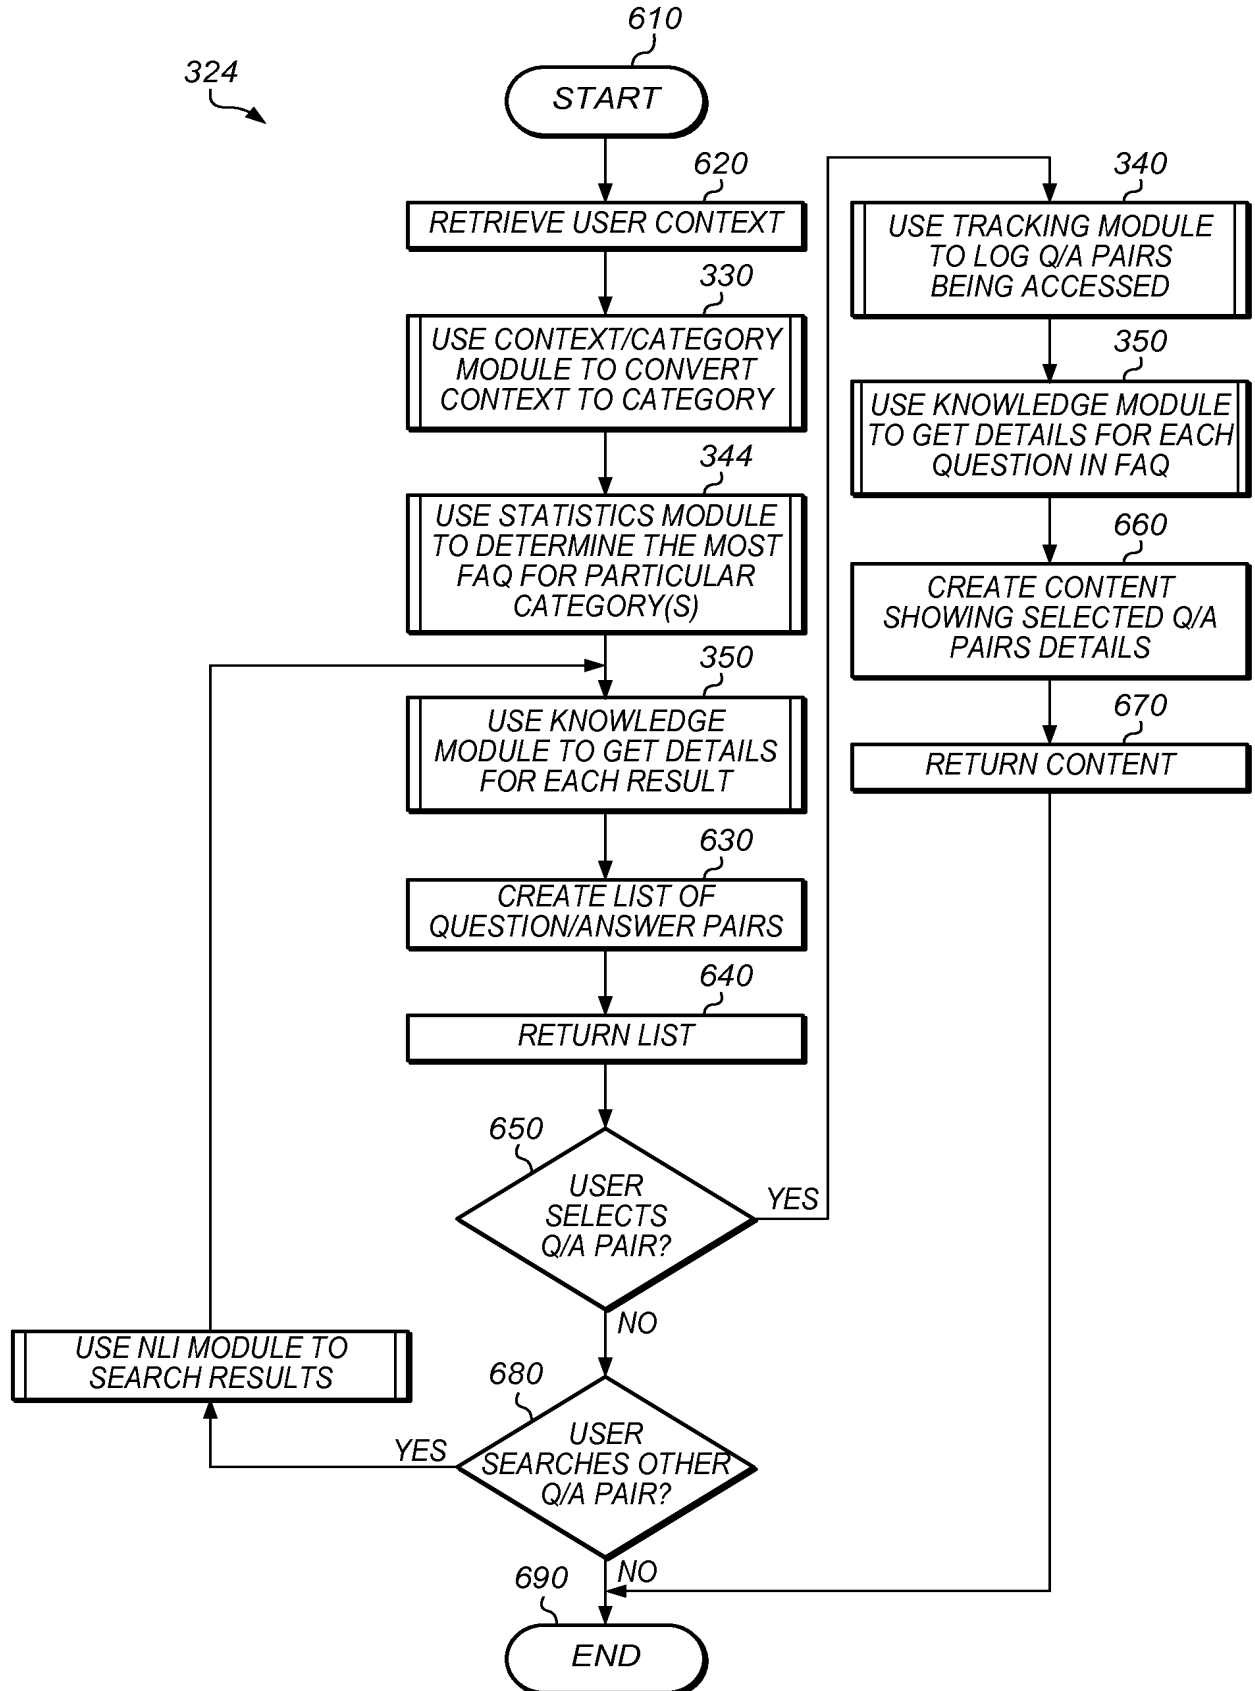 610
324
START
620
RETRIEVE USER CONTEXT
330
USE CONTEXT/CATEGORY
MODULE TO CONVERT
CONTEXT TO CATEGORY
344
USE STATISTICS MODULE
TO DETERMINE THE MOST
FAQ FOR PARTICULAR
CATEGORY(S)
350
USE KNOWLEDGE
MODULE TO GET DETAILS
FOR EACH RESULT
630
CREATE LIST OF
QUESTION/ANSWER PAIRS
640
RETURN LIST
650
USER
SELECTS
Q/A PAIR?
YES
NO
340
USE TRACKING MODULE
TO LOG Q/A PAIRS
BEING ACCESSED
350
USE KNOWLEDGE MODULE
TO GET DETAILS FOR EACH
QUESTION IN FAQ
660
CREATE CONTENT
SHOWING SELECTED Q/A
PAIRS DETAILS
670
RETURN CONTENT
USE NLI MODULE TO
SEARCH RESULTS
680
USER
SEARCHES OTHER
Q/A PAIR?
YES
NO
690
END